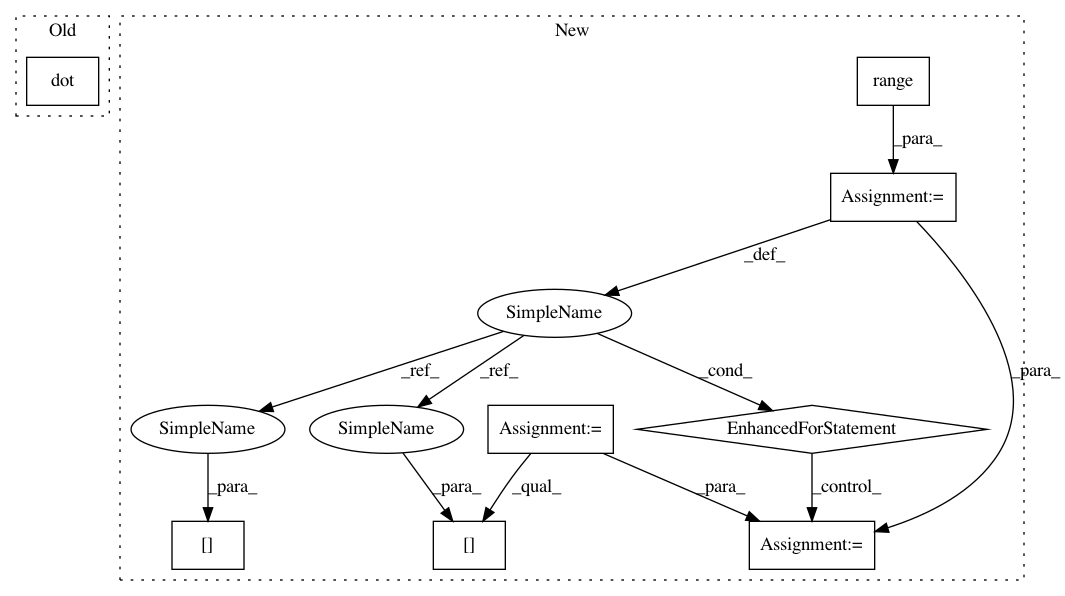 Old
New
dot
range
_para_
Assignment:=
_def_
SimpleName
_ref_
_ref_
_cond_
_para_
SimpleName
SimpleName
Assignment:=
EnhancedForStatement
_para_
_para_
_qual_
_para_
_control_
[]
[]
Assignment:=